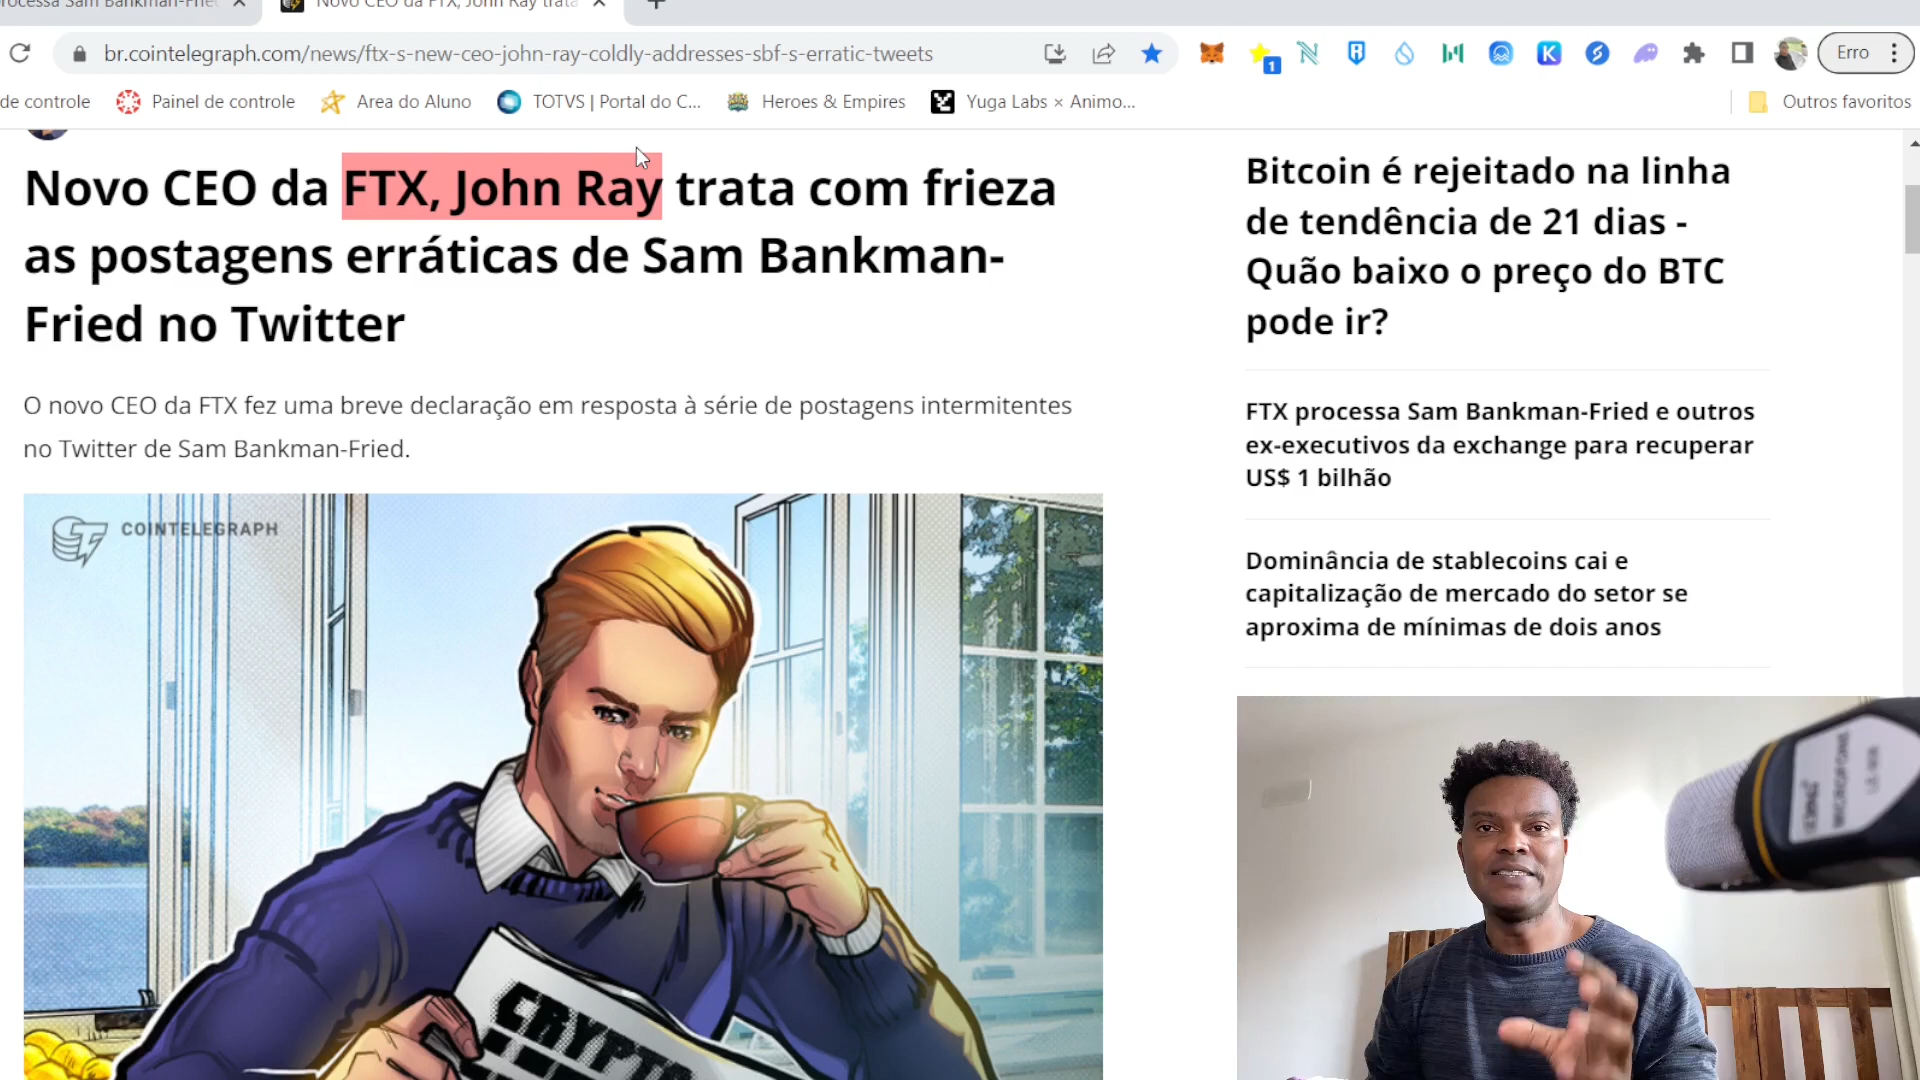 processa Sam Bankman-Fried
Novo CEO da FTX, John Ray trata
br.cointelegraph.com/news/ftx-s-new-ceo-john-ray-coldly-addresses-sbf-s-erratic-tweets
1
Erro
de controle
Painel de controle
Area do Aluno
TOTVS | Portal do C...
Heroes & Empires
Yuga Labs × Animo...
Outros favoritos
Novo CEO da FTX, John Ray trata com frieza
as postagens erráticas de Sam Bankman-
Fried no Twitter
O novo CEO da FTX fez uma breve declaração em resposta à série de postagens intermitentes
no Twitter de Sam Bankman-Fried.
COINTELEGRAPH
CRYPTO
Bitcoin é rejeitado na linha
de tendência de 21 dias -
Quão baixo o preço do BTC
pode ir?
FTX processa Sam Bankman-Fried e outros
ex-executivos da exchange para recuperar
US$ 1 bilhão
Dominância de stablecoins cai e
capitalização de mercado do setor se
aproxima de mínimas de dois anos